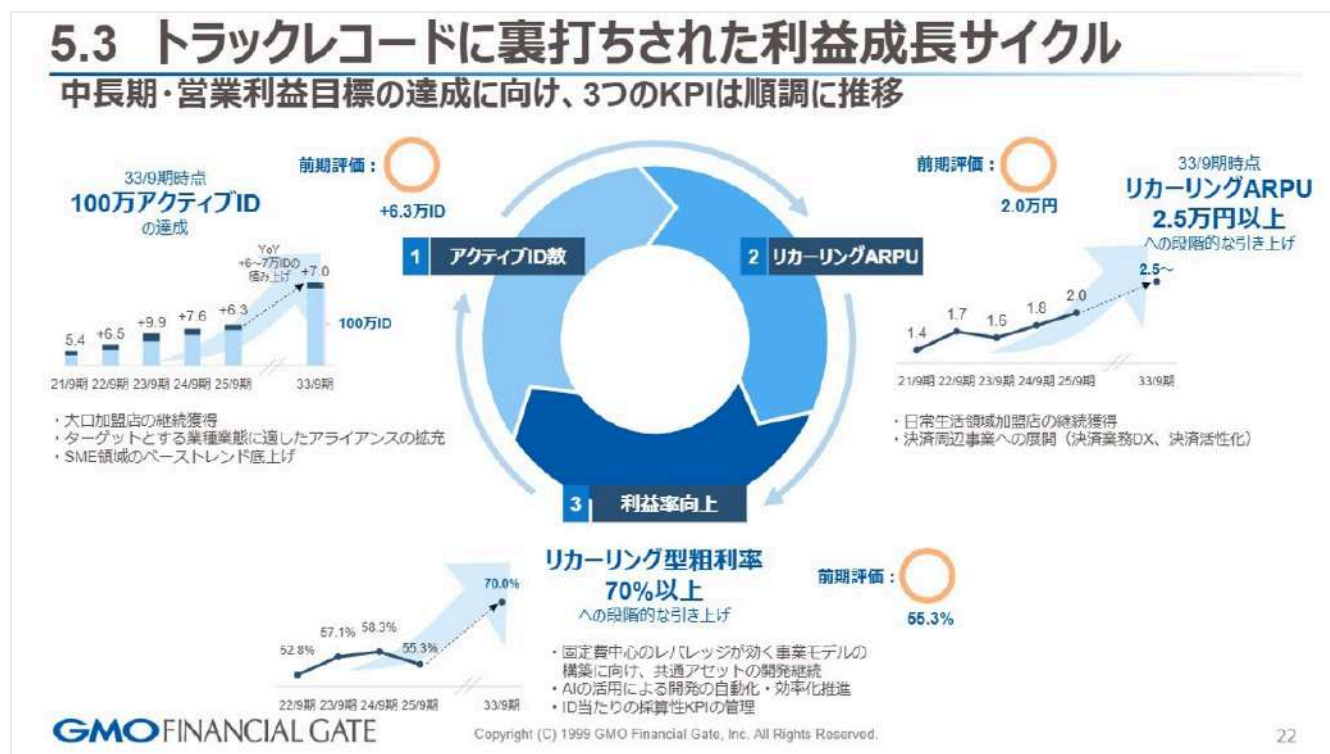 5.3 トラックレコードに裏打ちされた利益成長サイクル
中長期・営業利益目標の達成に向け、3つのKPIは順調に推移
33/9期時点
100万アクティブID
の達成
前期評価：
+6.3万ID
YoY
+6～7万IDの
積み上げ
5.4
+6.5
+9.9
+7.6
+6.3
+7.0
100万ID
21/9期 22/9期 23/9期 24/9期 25/9期 33/9期
・大口加盟店の継続獲得
・ターゲットとする業種業態に適したアライアンスの拡充
・SME領域のベーストレンド底上げ
1 アクティブID数
2 リカーリングARPU
3 利益率向上
前期評価：
2.0万円
33/9期時点
リカーリングARPU
2.5万円以上
への段階的な引き上げ
1.4
1.7
1.6
1.8
2.0
2.5～
21/9期 22/9期 23/9期 24/9期 25/9期 33/9期
・日常生活領域加盟店の継続獲得
・決済周辺事業への展開（決済業務DX、決済活性化）
リカーリング型粗利率
70%以上
への段階的な引き上げ
前期評価：
55.3%
52.8%
57.1%
58.3%
55.3%
70.0%
22/9期 23/9期 24/9期 25/9期 33/9期
・固定費中心のレバレッジが効く事業モデルの
構築に向け、共通アセットの開発継続
・AIの活用による開発の自動化・効率化推進
・ID当たりの採算性KPIの管理
GMO FINANCIAL GATE
Copyright (C) 1999 GMO Financial Gate, Inc. All Rights Reserved.
22